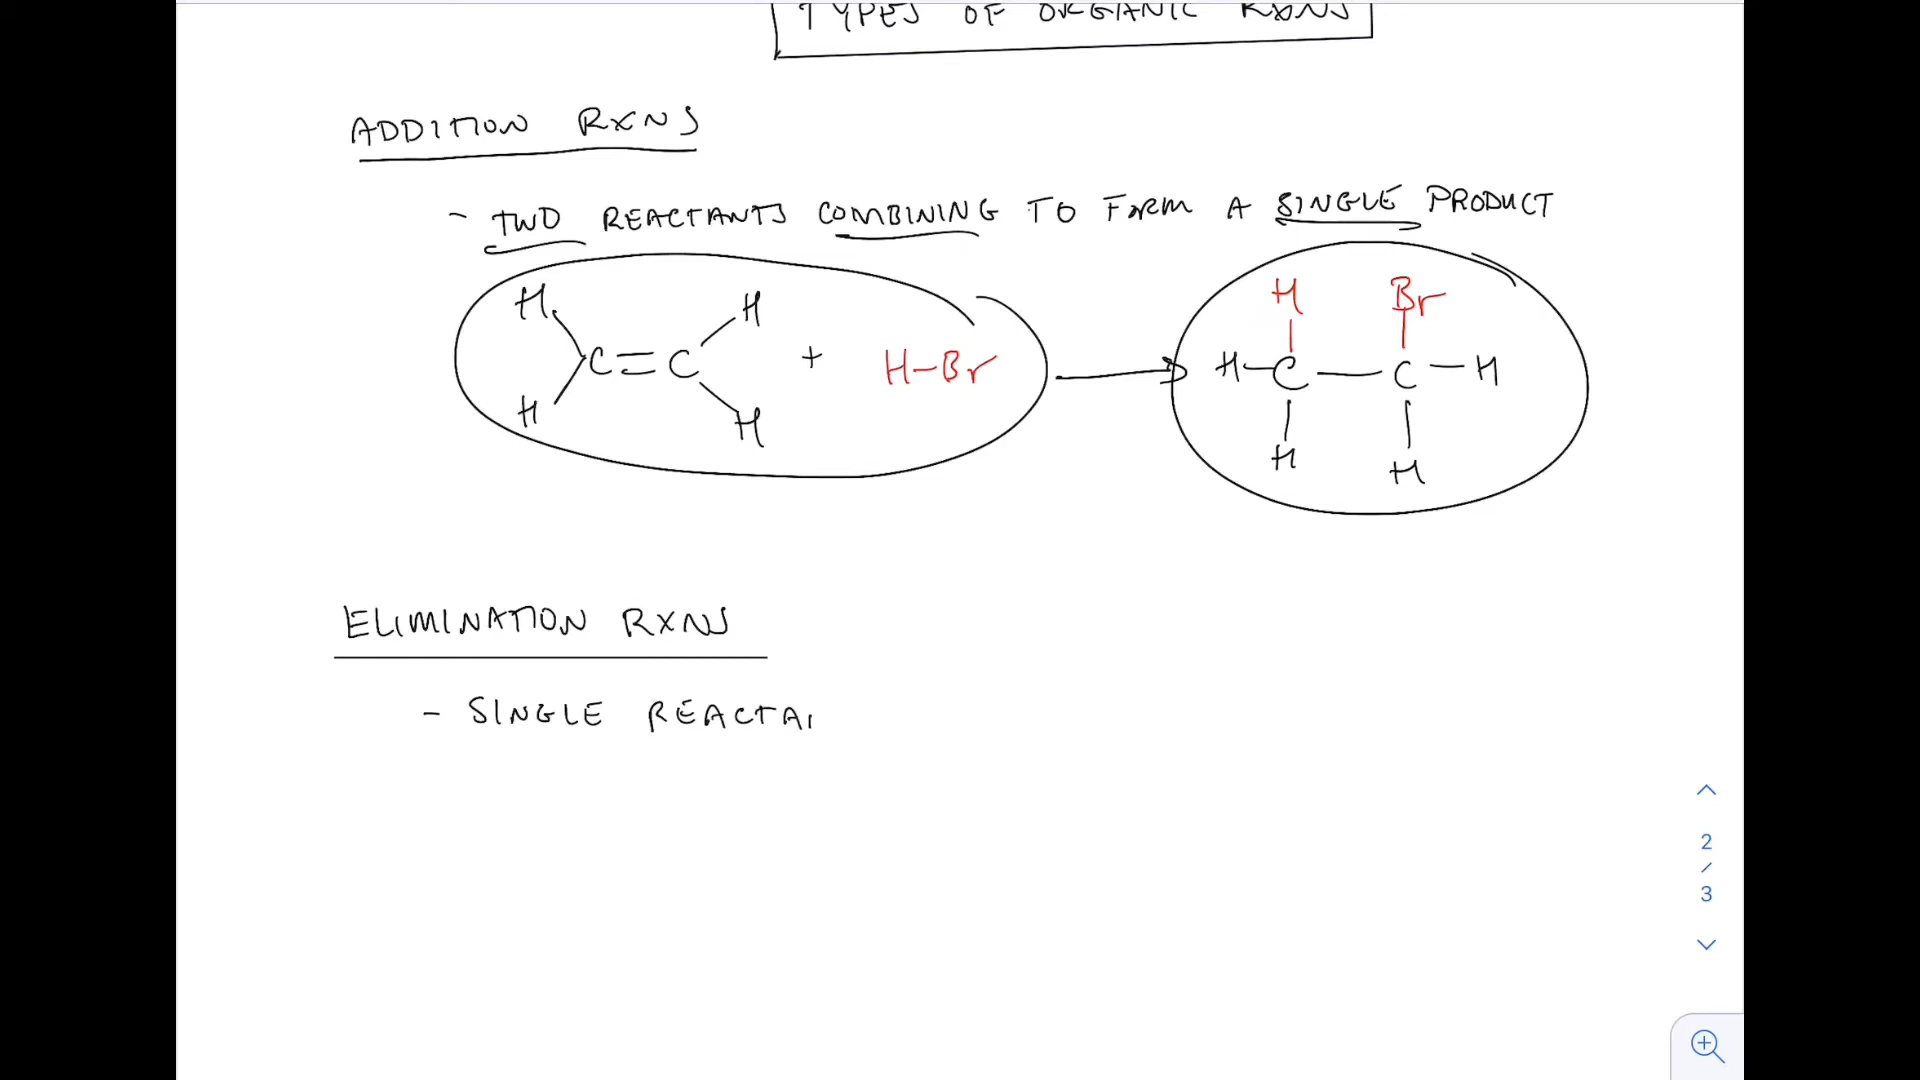 TYPES OF ORGANIC RXNS
ADDITION RXNS
- TWO REACTANTS COMBINING TO FORM A SINGLE PRODUCT
H H H Br
C=C + H-Br H-C-C-H
H H H H
ELIMINATION RXNS
- SINGLE REACTA
2
/
3